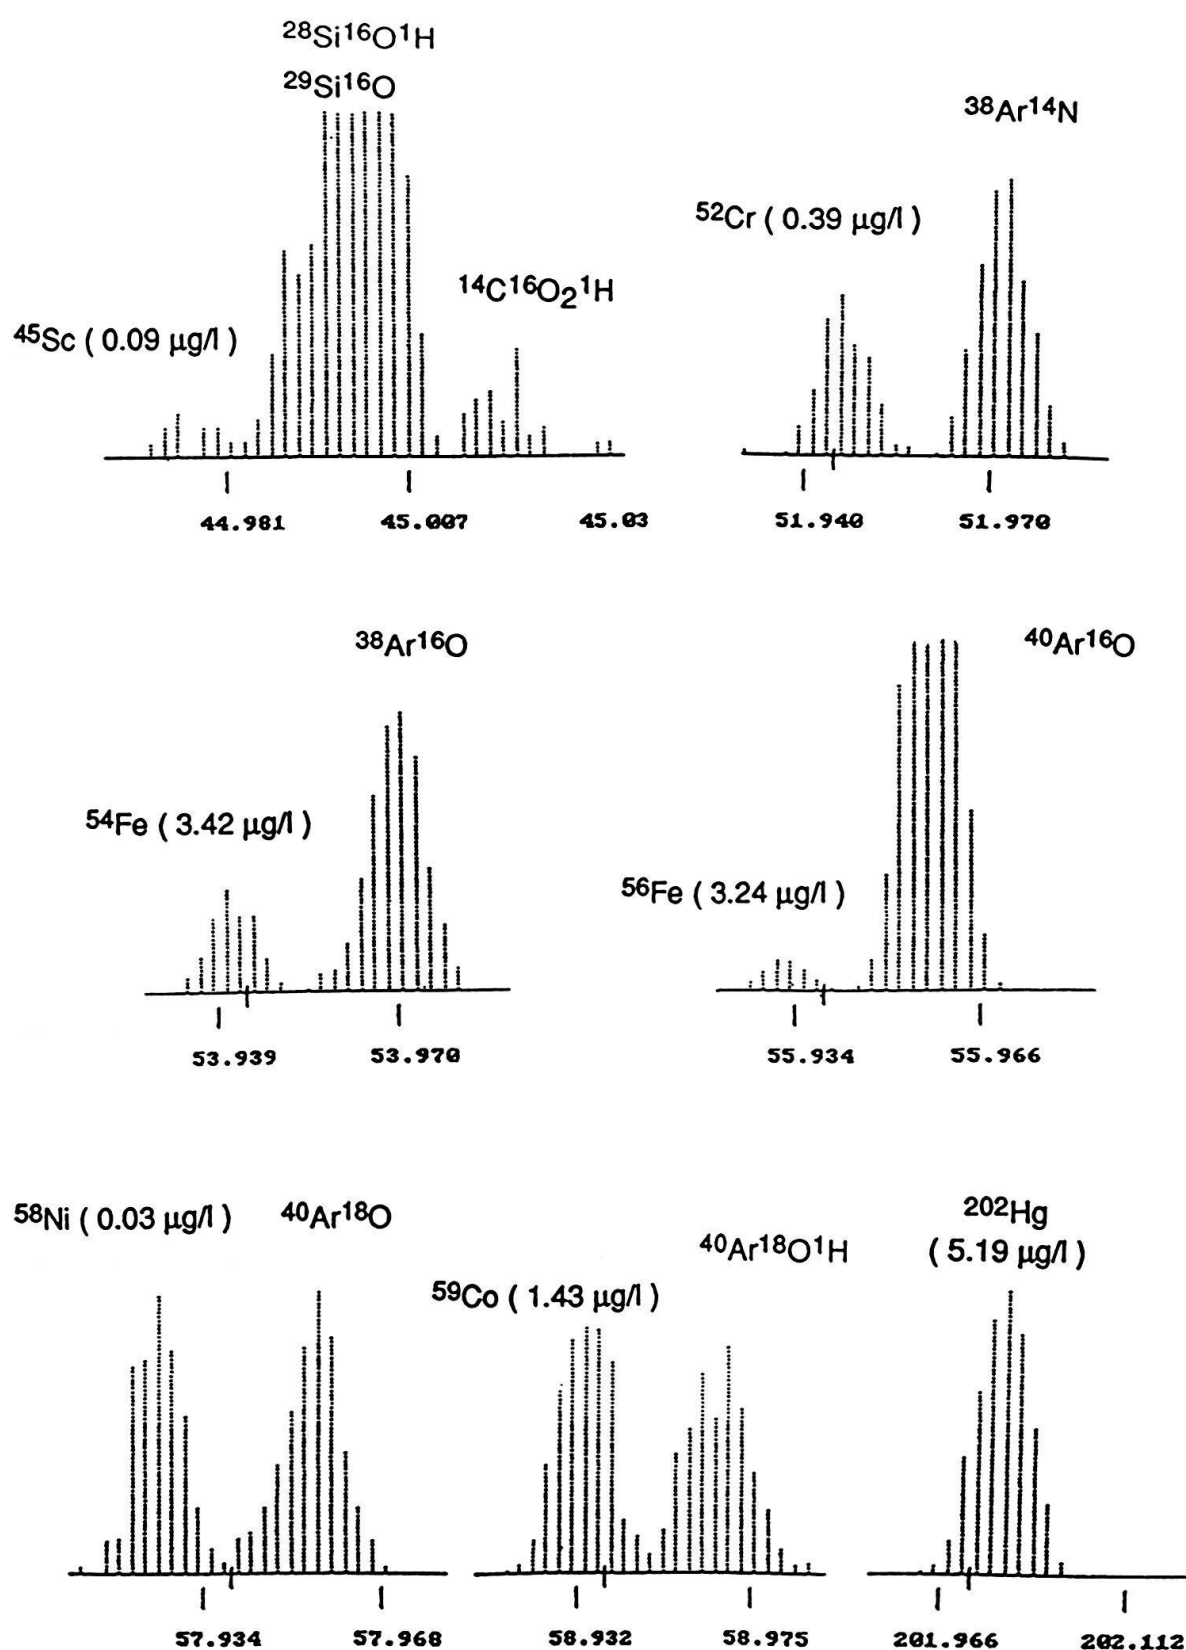 ²⁸Si¹⁶O¹H
²⁹Si¹⁶O
³⁸Ar¹⁴N
⁵²Cr ( 0.39 µg/l )
¹⁴C¹⁶O₂¹H
⁴⁵Sc ( 0.09 µg/l )
44.981 45.007 45.03
51.940 51.970
³⁸Ar¹⁶O
⁴⁰Ar¹⁶O
⁵⁴Fe ( 3.42 µg/l )
⁵⁶Fe ( 3.24 µg/l )
53.939 53.970
55.934 55.966
⁵⁸Ni ( 0.03 µg/l ) ⁴⁰Ar¹⁸O
⁴⁰Ar¹⁸O¹H
²⁰²Hg
( 5.19 µg/l )
⁵⁹Co ( 1.43 µg/l )
57.934 57.968
58.932 58.975
201.966 202.112